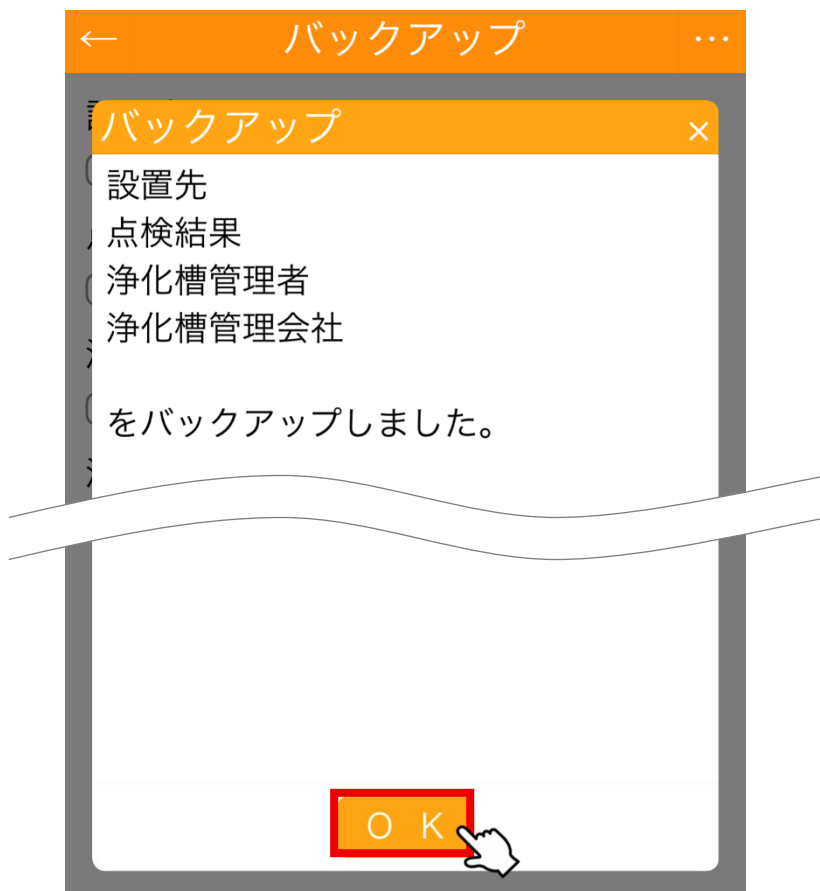 バックアップ
バックアップ
設置先
点検結果
浄化槽管理者
浄化槽管理会社
をバックアップしました。
ＯＫ